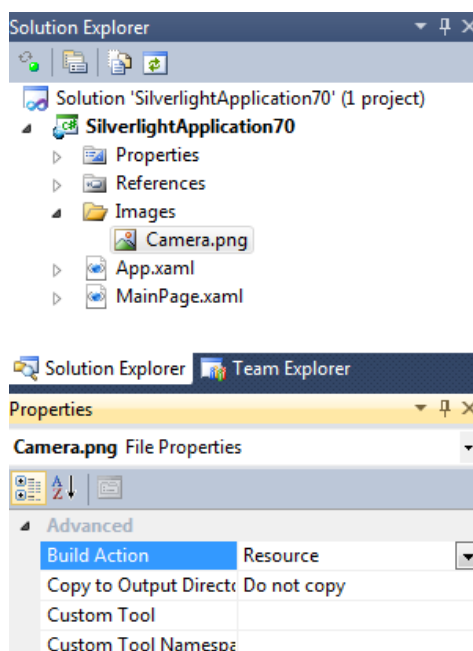 Solution Explorer
Solution 'SilverlightApplication70' (1 project)
SilverlightApplication70
Properties
References
Images
Camera.png
App.xaml
MainPage.xaml
Solution Explorer Team Explorer
Properties
Camera.png File Properties
Advanced
Build Action Resource
Copy to Output Directo Do not copy
Custom Tool
Custom Tool Namespa